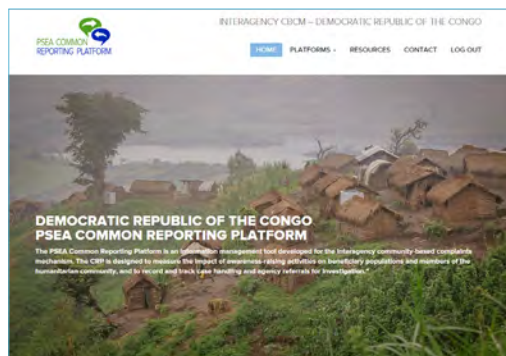 INTERAGENCY CBCM – DEMOCRATIC REPUBLIC OF THE CONGO
PSEA COMMON
REPORTING PLATFORM
HOME PLATFORMS RESOURCES CONTACT LOG OUT
DEMOCRATIC REPUBLIC OF THE CONGO
PSEA COMMON REPORTING PLATFORM
The PSEA Common Reporting Platform is an information management tool developed for the interagency community-based complaints
mechanism. The CRP is designed to measure the impact of awareness-raising activities on beneficiary populations and members of the
humanitarian community, and to record and track case handling and agency referrals for investigation."